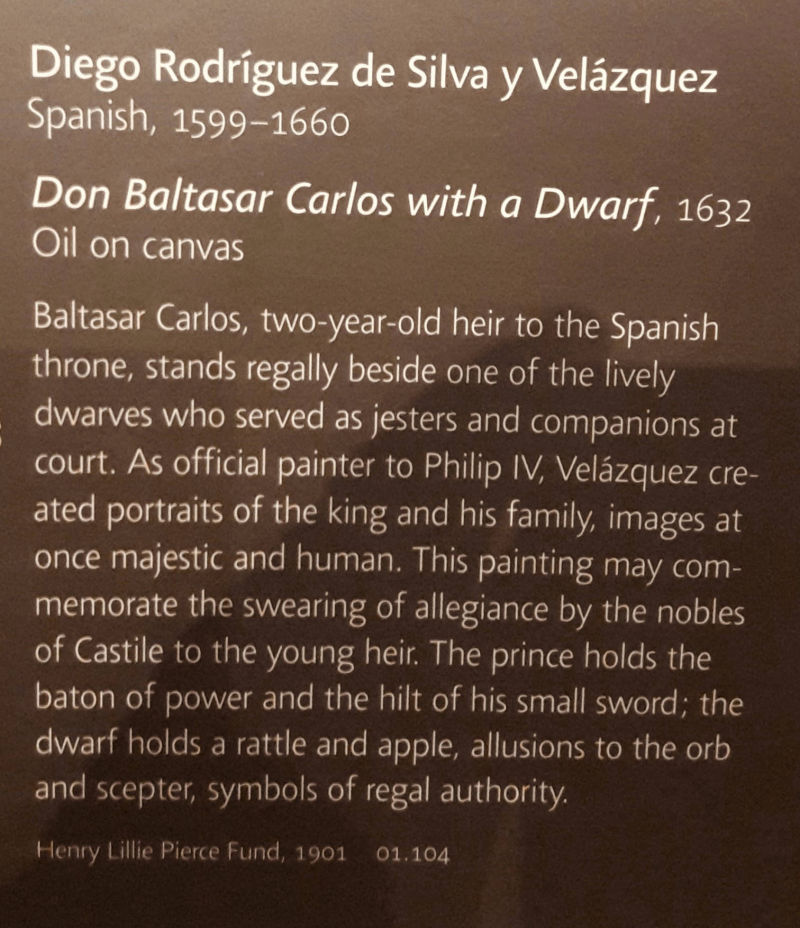 Diego Rodríguez de Silva y Velázquez
Spanish, 1599–1660
Don Baltasar Carlos with a Dwarf, 1632
Oil on canvas
Baltasar Carlos, two-year-old heir to the Spanish
throne, stands regally beside one of the lively
dwarves who served as jesters and companions at
court. As official painter to Philip IV, Velázquez cre-
ated portraits of the king and his family, images at
once majestic and human. This painting may com-
memorate the swearing of allegiance by the nobles
of Castile to the young heir. The prince holds the
baton of power and the hilt of his small sword; the
dwarf holds a rattle and apple, allusions to the orb
and scepter, symbols of regal authority.
Henry Lillie Pierce Fund, 1901 01.104